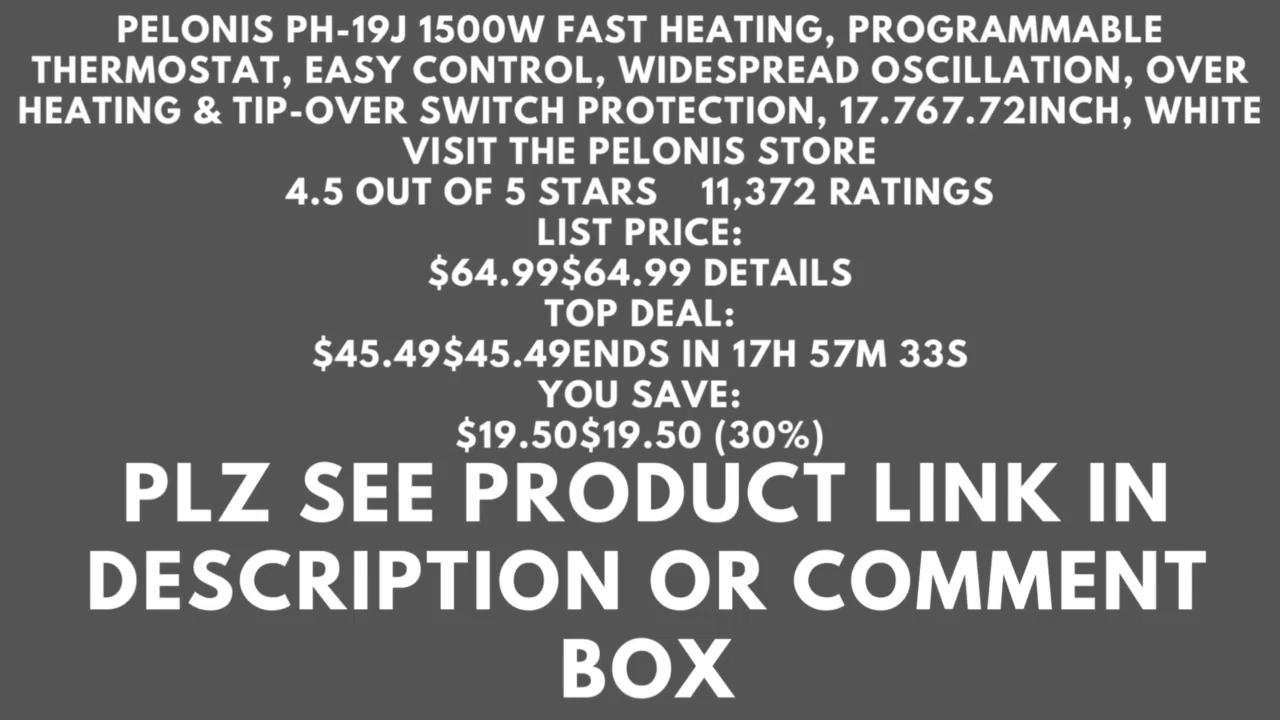 PELONIS PH-19J 1500W FAST HEATING, PROGRAMMABLE
THERMOSTAT, EASY CONTROL, WIDESPREAD OSCILLATION, OVER
HEATING & TIP-OVER SWITCH PROTECTION, 17.767.72INCH, WHITE
VISIT THE PELONIS STORE
4.5 OUT OF 5 STARS 11,372 RATINGS
LIST PRICE:
$64.99$64.99 DETAILS
TOP DEAL:
$45.49$45.49ENDS IN 17H 57M 33S
YOU SAVE:
$19.50$19.50 (30%)
PLZ SEE PRODUCT LINK IN
DESCRIPTION OR COMMENT
BOX